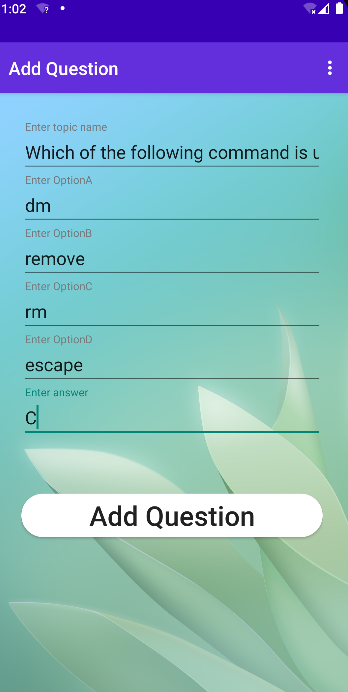 1:02
Add Question
Enter topic name
Which of the following command is u
Enter OptionA
dm
Enter OptionB
remove
Enter OptionC
rm
Enter OptionD
escape
Enter answer
C
Add Question